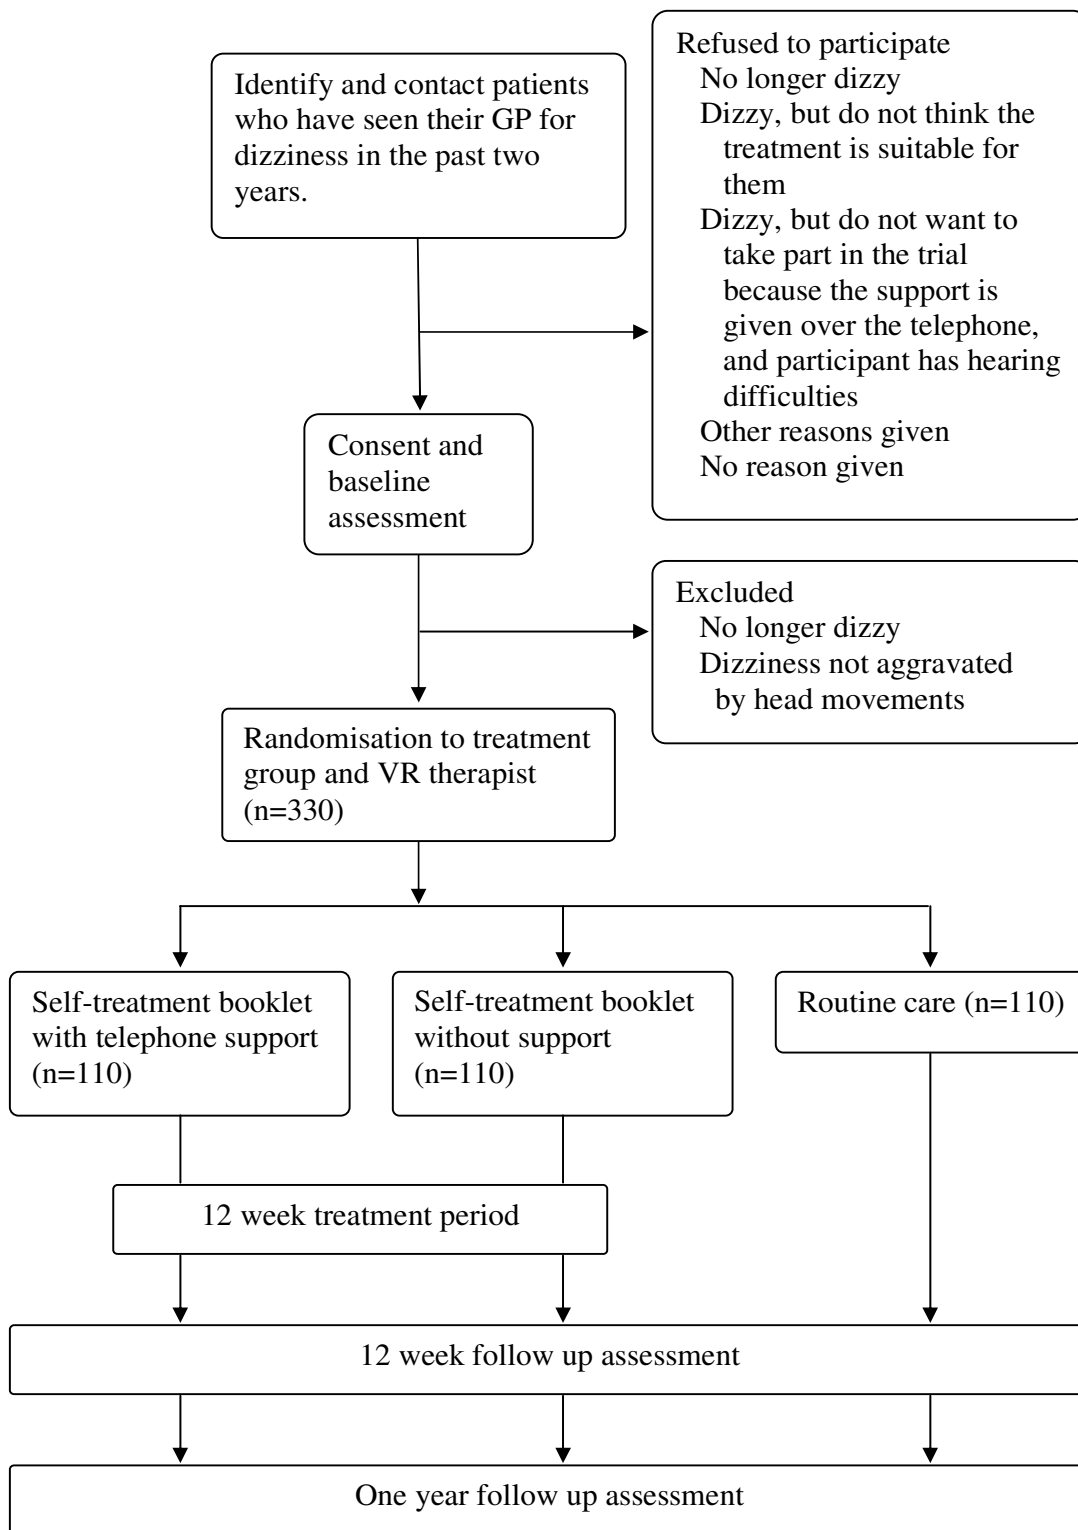 Identify and contact patients
who have seen their GP for
dizziness in the past two
years.
Refused to participate
No longer dizzy
Dizzy, but do not think the
treatment is suitable for
them
Dizzy, but do not want to
take part in the trial
because the support is
given over the telephone,
and participant has hearing
difficulties
Other reasons given
No reason given
Consent and
baseline
assessment
Excluded
No longer dizzy
Dizziness not aggravated
by head movements
Randomisation to treatment
group and VR therapist
(n=330)
Self-treatment booklet
with telephone support
(n=110)
Self-treatment booklet
without support
(n=110)
Routine care (n=110)
12 week treatment period
12 week follow up assessment
One year follow up assessment